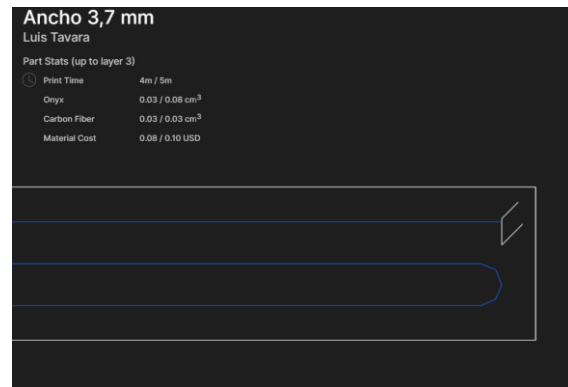 Ancho 3,7 mm
Luis Tavara
Part Stats (up to layer 3)
Print Time 4m / 5m
Onyx 0.03 / 0.08 cm³
Carbon Fiber 0.03 / 0.03 cm³
Material Cost 0.08 / 0.10 USD